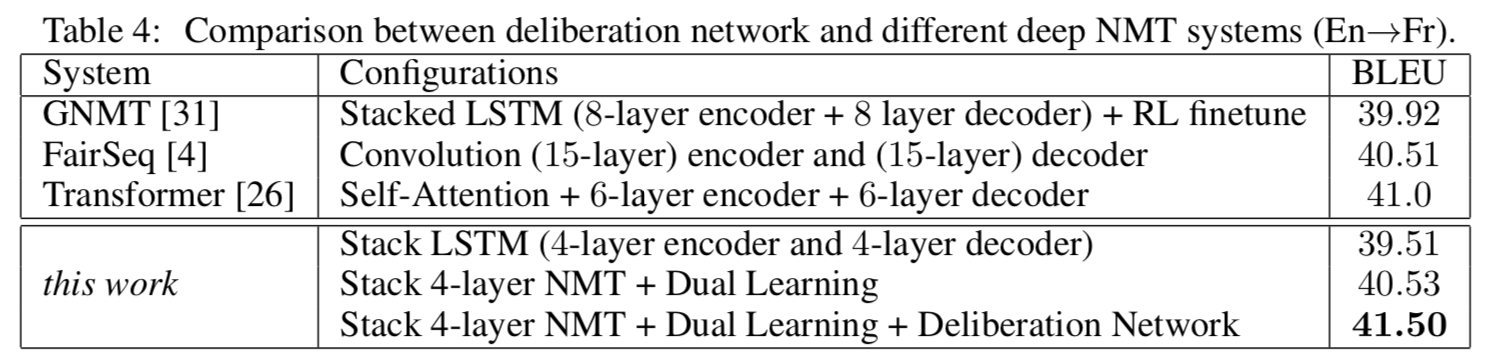 Table 4: Comparison between deliberation network and different deep NMT systems (En→Fr).
System Configurations BLEU
GNMT [31] Stacked LSTM (8-layer encoder + 8 layer decoder) + RL finetune 39.92
FairSeq [4] Convolution (15-layer) encoder and (15-layer) decoder 40.51
Transformer [26] Self-Attention + 6-layer encoder + 6-layer decoder 41.0
Stack LSTM (4-layer encoder and 4-layer decoder) 39.51
this work Stack 4-layer NMT + Dual Learning 40.53
Stack 4-layer NMT + Dual Learning + Deliberation Network 41.50